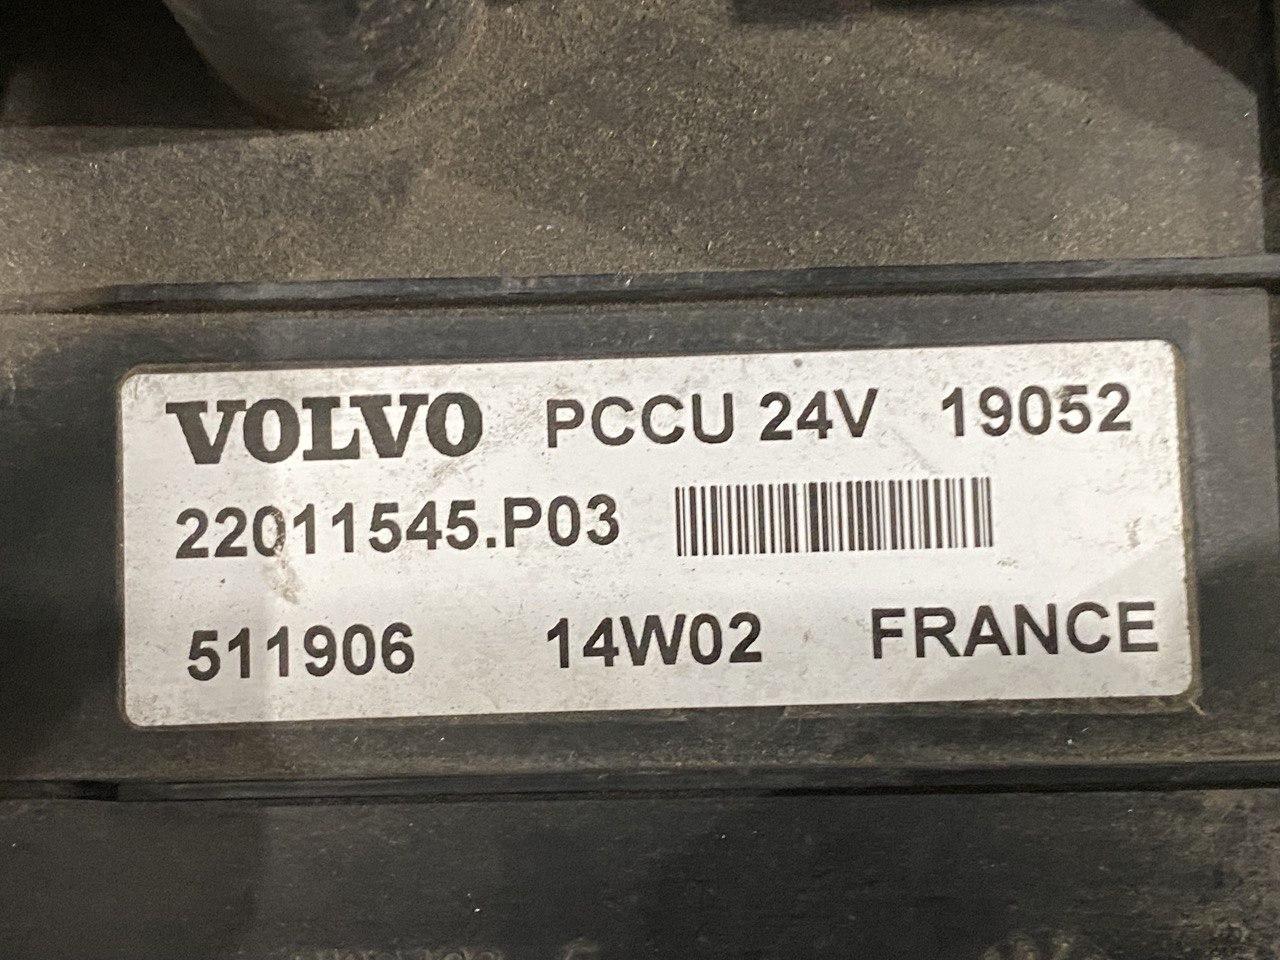 VOLVO PCCU 24V 19052
22011545.P03
511906 14W02 FRANCE